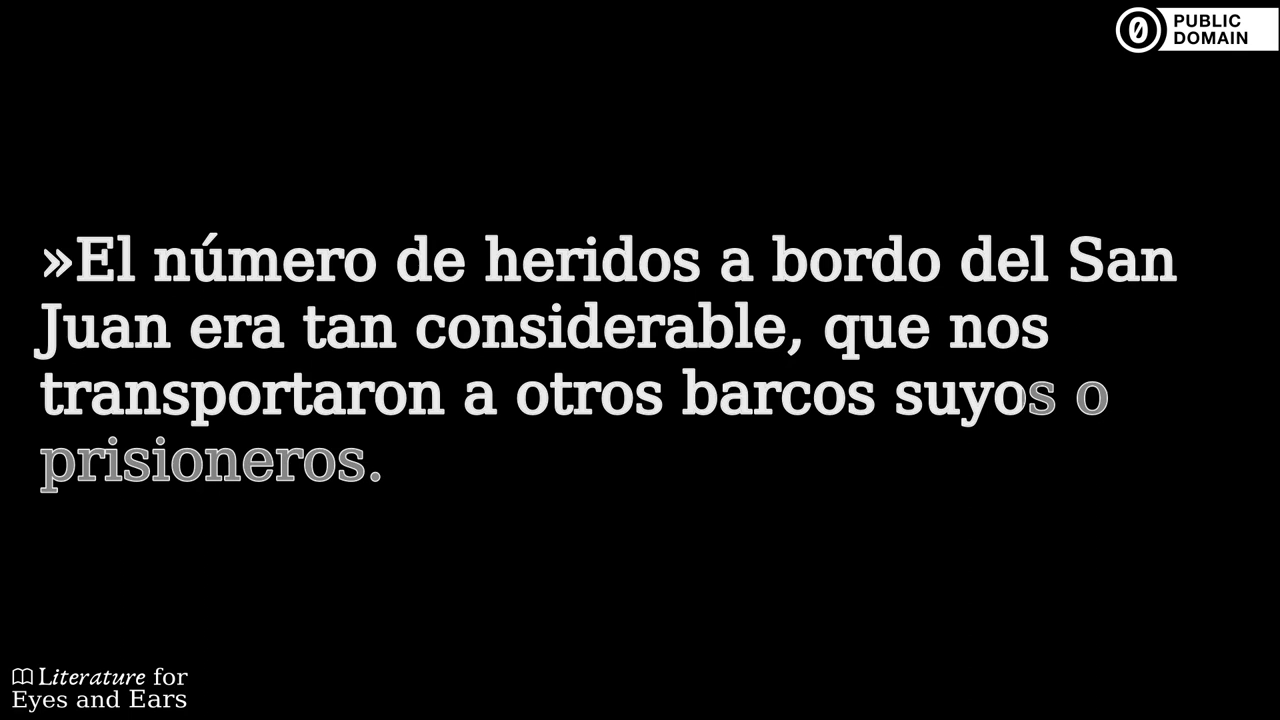 PUBLIC
DOMAIN
»El número de heridos a bordo del San
Juan era tan considerable, que nos
transportaron a otros barcos suyos o
prisioneros.
Literature for
Eyes and Ears